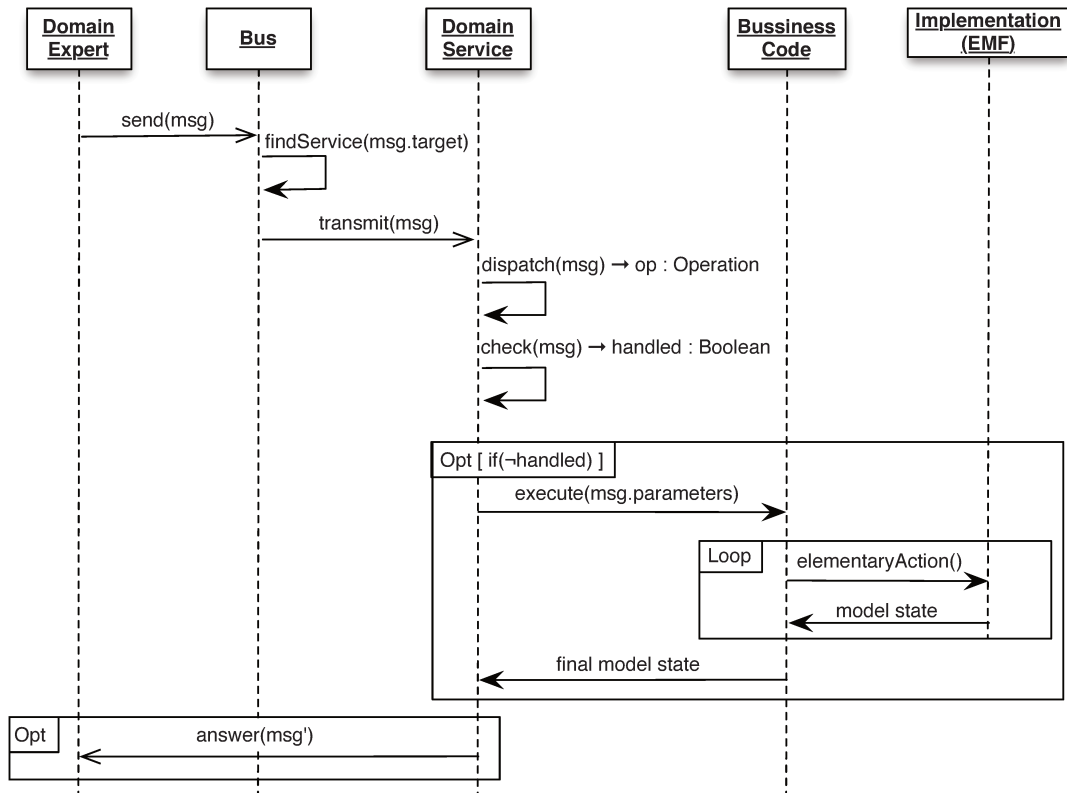 Domain
Expert
Bus
Domain
Service
Bussiness
Code
Implementation
(EMF)
send(msg)
findService(msg.target)
transmit(msg)
dispatch(msg) → op : Operation
check(msg) → handled : Boolean
Opt [ if(¬handled) ]
execute(msg.parameters)
Loop
elementaryAction()
model state
final model state
Opt
answer(msg')